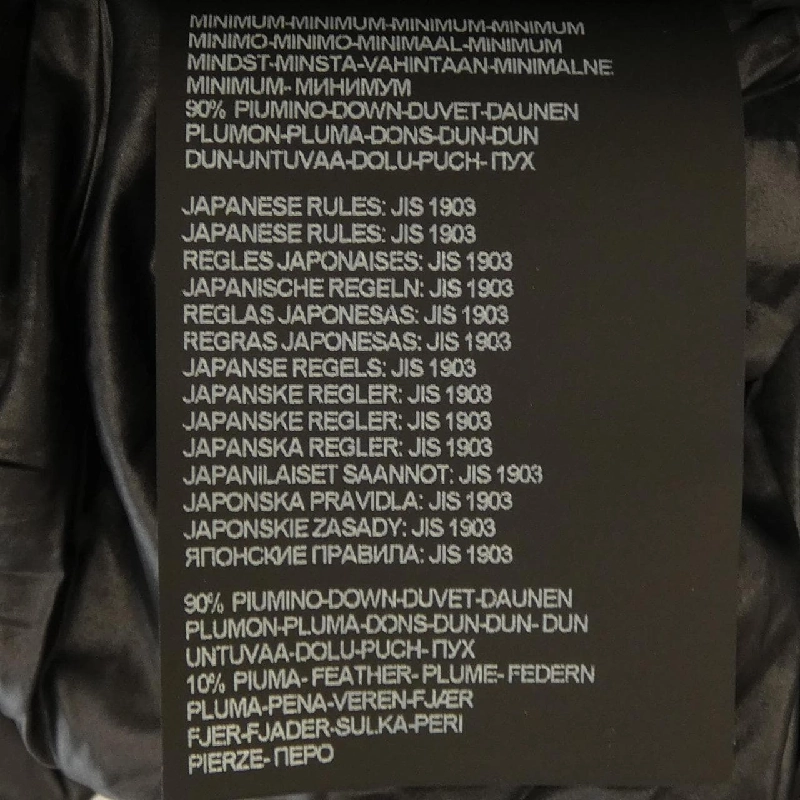 MINIMUM-MINIMUM-MINIMUM-MINIMUM
MINIMO-MINIMO-MINIMAAL-MINIMUM
MINDST-MINSTA-VAHINTAAN-MINIMALNE
MINIMUM- МИНИМУМ
90% PIUMINO-DOWN-DUVET-DAUNEN
PLUMON-PLUMA-DONS-DUN-DUN
DUN-UNTUVAA-DOLU-PUCH- ПУХ
JAPANESE RULES: JIS 1903
JAPANESE RULES: JIS 1903
REGLES JAPONAISES: JIS 1903
JAPANISCHE REGELN: JIS 1903
REGLAS JAPONESAS: JIS 1903
REGRAS JAPONESAS: JIS 1903
JAPANSE REGELS: JIS 1903
JAPANSKE REGLER: JIS 1903
JAPANSKE REGLER: JIS 1903
JAPANSKA REGLER: JIS 1903
JAPANILAISET SAANNOT: JIS 1903
JAPONSKA PRAVIDLA: JIS 1903
JAPONSKIE ZASADY: JIS 1903
ЯПОНСКИЕ ПРАВИЛА: JIS 1903
90% PIUMINO-DOWN-DUVET-DAUNEN
PLUMON-PLUMA-DONS-DUN-DUN- DUN
UNTUVAA-DOLU-PUCH- ПУХ
10% PIUMA- FEATHER- PLUME- FEDERN
PLUMA-PENA-VEREN-FJÆR
FJER-FJADER-SULKA-PERI
PIERZE- ПЕРО